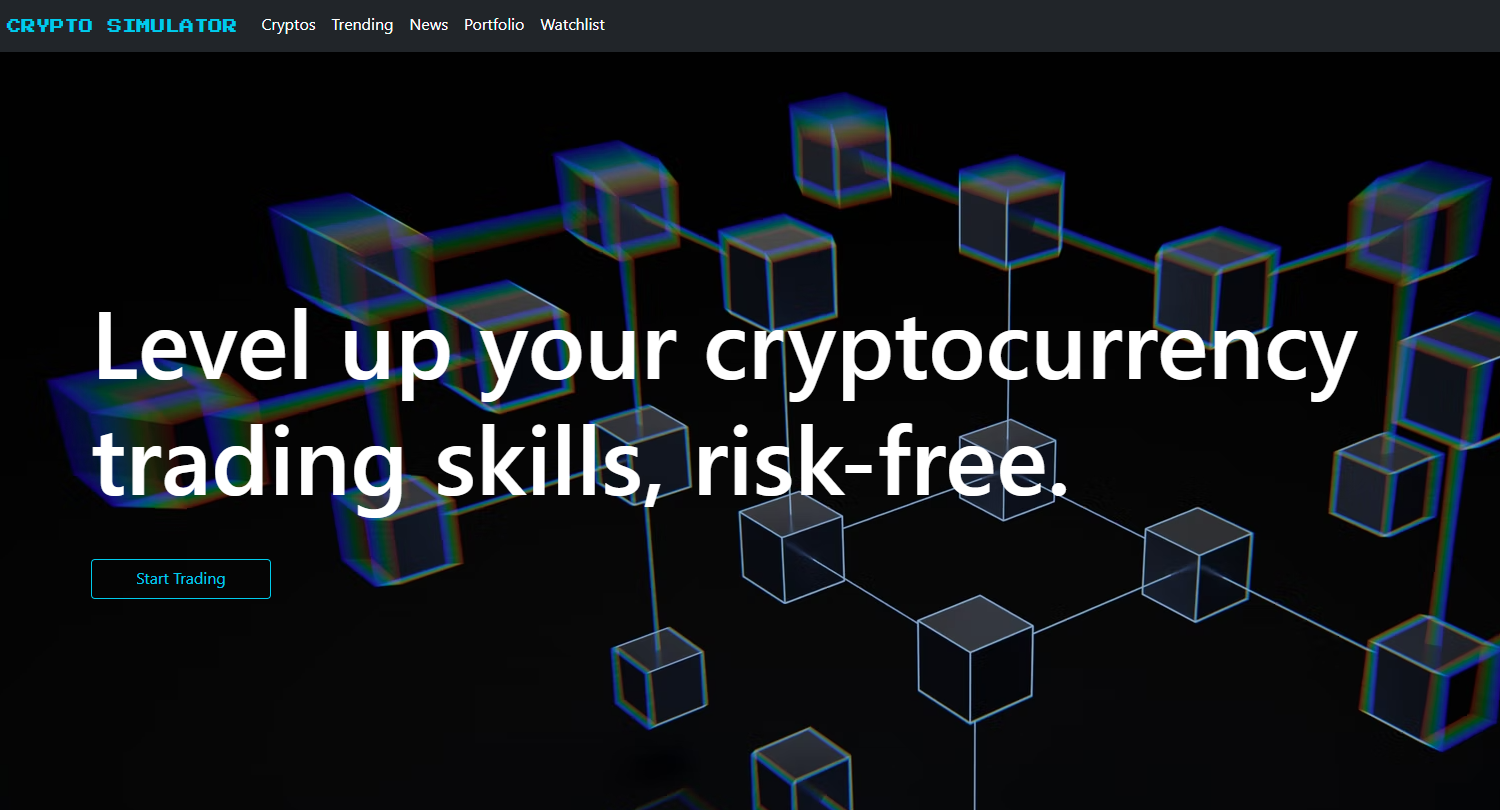 CRYPTO SIMULATOR Cryptos Trending News Portfolio Watchlist
Level up your cryptocurrency
trading skills, risk-free.
Start Trading